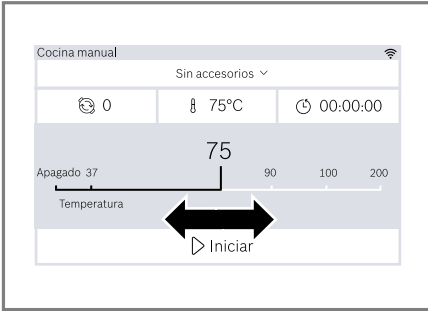 Cocina manual
Sin accesorios
0
75°C
00:00:00
75
Apagado 37 90 100 200
Temperatura
Iniciar